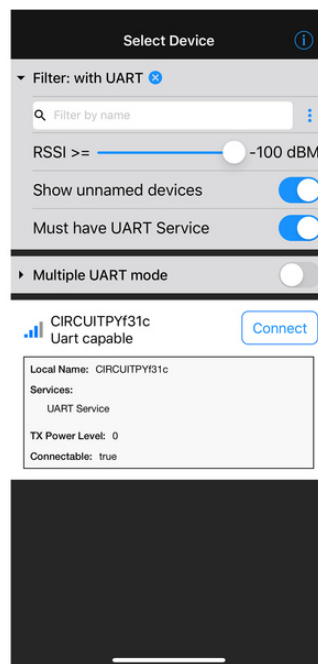 Select Device
Filter: with UART
Filter by name
RSSI >= -100 dBM
Show unnamed devices
Must have UART Service
Multiple UART mode
CIRCUITPYf31c
Uart capable
Connect
Local Name: CIRCUITPYf31c
Services:
UART Service
TX Power Level: 0
Connectable: true